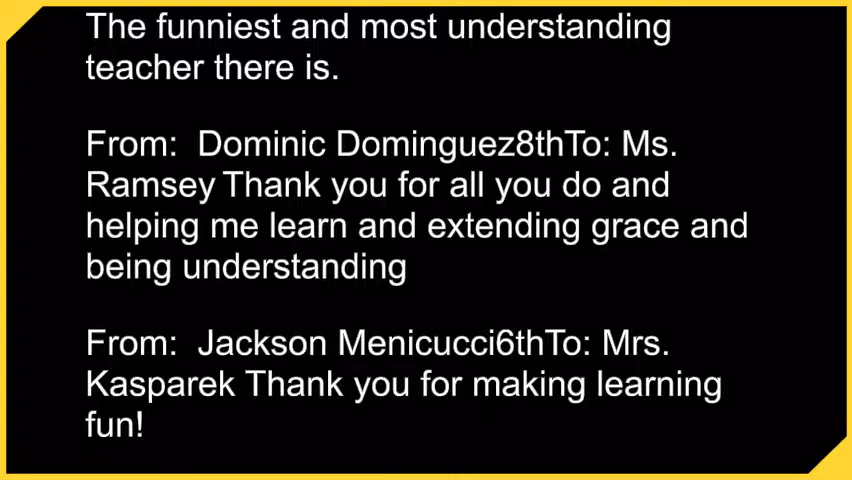 The funniest and most understanding
teacher there is.
From:  Dominic Dominguez8thTo: Ms.
Ramsey Thank you for all you do and
helping me learn and extending grace and
being understanding
From:  Jackson Menicucci6thTo: Mrs.
Kasparek Thank you for making learning
fun!